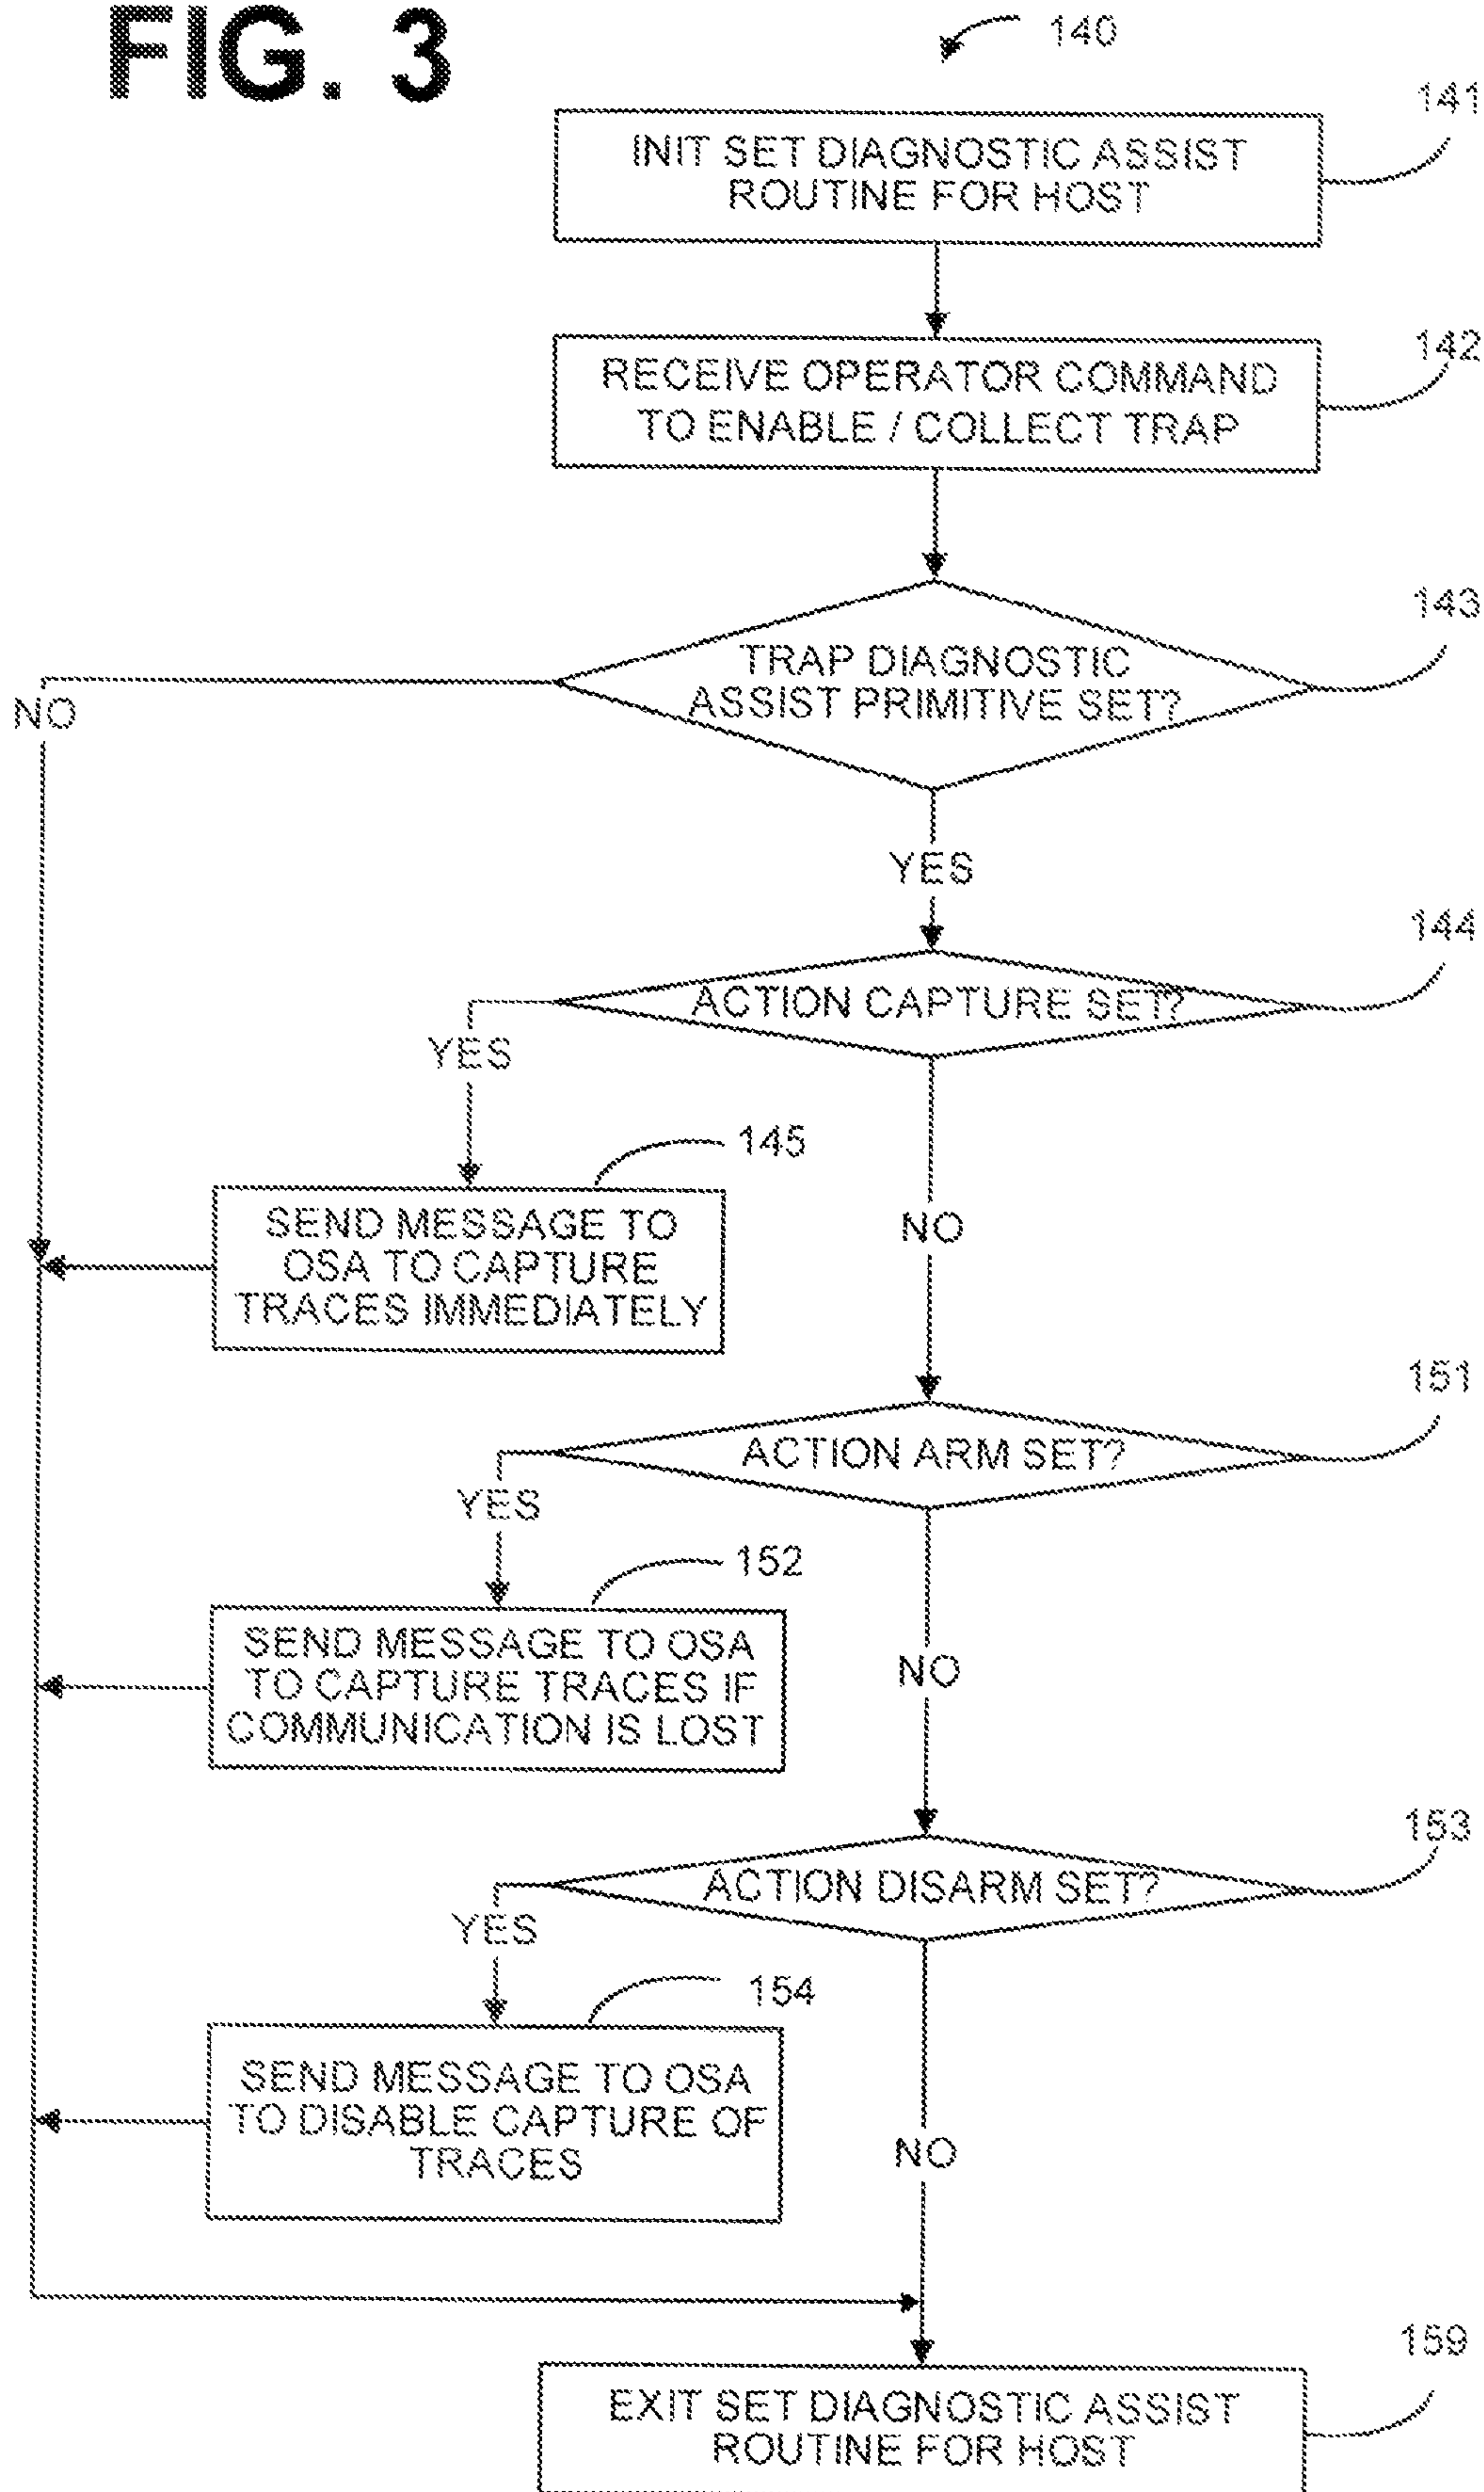 FIG. 3
140
141
INIT SET DIAGNOSTIC ASSIST
ROUTINE FOR HOST
142
RECEIVE OPERATOR COMMAND
TO ENABLE / COLLECT TRAP
143
TRAP DIAGNOSTIC
ASSIST PRIMITIVE SET?
NO
YES
144
ACTION CAPTURE SET?
YES
145
SEND MESSAGE TO
OSA TO CAPTURE
TRACES IMMEDIATELY
NO
151
ACTION ARM SET?
YES
152
SEND MESSAGE TO OSA
TO CAPTURE TRACES IF
COMMUNICATION IS LOST
NO
153
ACTION DISARM SET?
YES
154
SEND MESSAGE TO OSA
TO DISABLE CAPTURE OF
TRACES
NO
159
EXIT SET DIAGNOSTIC ASSIST
ROUTINE FOR HOST